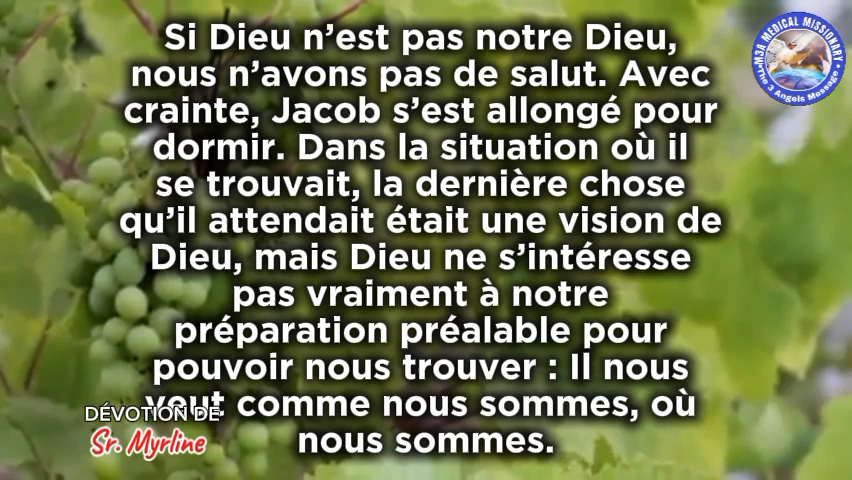 Si Dieu n’est pas notre Dieu,
nous n’avons pas de salut. Avec
crainte, Jacob s’est allongé pour
dormir. Dans la situation où il
se trouvait, la dernière chose
qu’il attendait était une vision de
Dieu, mais Dieu ne s’intéresse
pas vraiment à notre
préparation préalable pour
pouvoir nous trouver : Il nous
veut comme nous sommes, où
nous sommes.
DÉVOTION DE
Sr. Myrline
M3A MEDICAL MISSIONARY
The 3 Angels Message